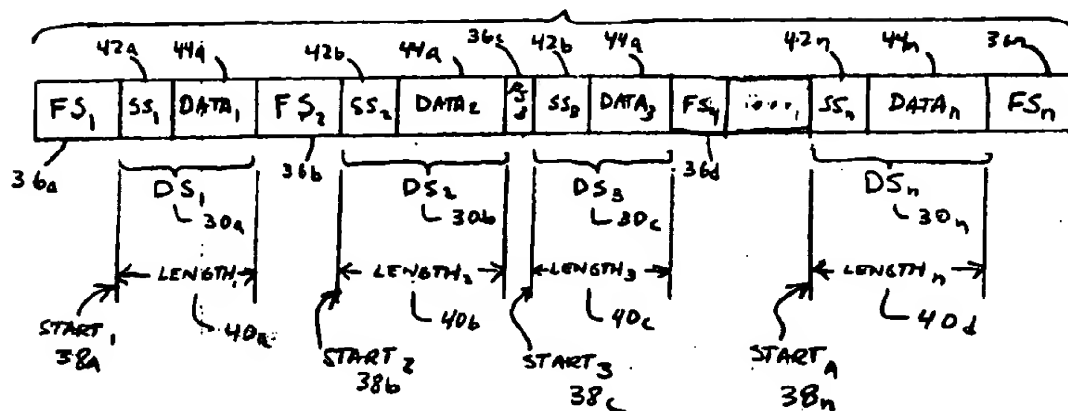 42a 44a 42b 44a 36c 42b 44a 42n 44n 36n
FS1 SS1 DATA1 FS2 SS2 DATA2 FS3 SS3 DATA3 FS4 .... SSn DATAn FSn
36a 36b 36d
DS1 DS2 DS3 DSn
30a 30b 30c 30n
LENGTH1 LENGTH2 LENGTH3 LENGTHn
40a 40b 40c 40d
START1 START2 START3 STARTn
38a 38b 38c 38n